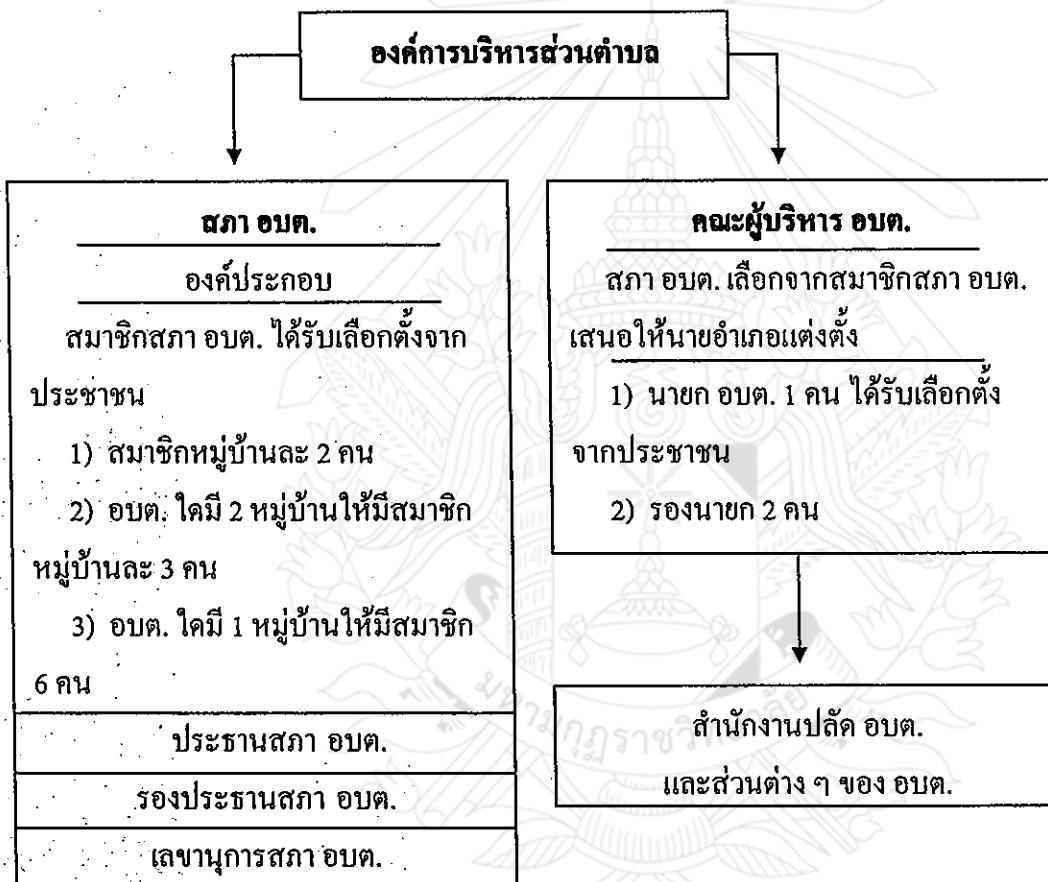 องค์การบริหารส่วนตำบล
สภา อบต.
องค์ประกอบ
สมาชิกสภา อบต. ได้รับเลือกตั้งจาก
ประชาชน
1) สมาชิกหมู่บ้านละ 2 คน
2) อบต. ใดมี 2 หมู่บ้านให้มีสมาชิก
หมู่บ้านละ 3 คน
3) อบต. ใดมี 1 หมู่บ้านให้มีสมาชิก
6 คน
ประธานสภา อบต.
รองประธานสภา อบต.
เลขานุการสภา อบต.
คณะผู้บริหาร อบต.
สภา อบต. เลือกจากสมาชิกสภา อบต.
เสนอให้นายอำเภอแต่งตั้ง
1) นายก อบต. 1 คน ได้รับเลือกตั้ง
จากประชาชน
2) รองนายก 2 คน
สำนักงานปลัด อบต.
และส่วนต่าง ๆ ของ อบต.